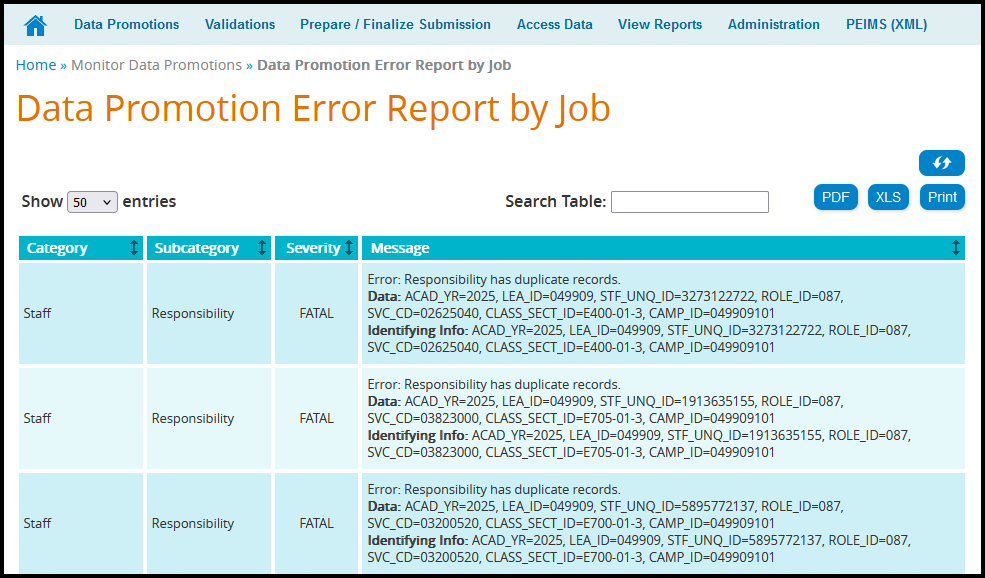 Data Promotions Validations Prepare / Finalize Submission Access Data View Reports Administration PEIMS (XML)
Home » Monitor Data Promotions » Data Promotion Error Report by Job
Data Promotion Error Report by Job
Show 50 entries Search Table: PDF XLS Print
Category Subcategory Severity Message
Error: Responsibility has duplicate records.
Data: ACAD_YR=2025, LEA_ID=049909, STF_UNQ_ID=3273122722, ROLE_ID=087,
Staff Responsibility FATAL SVC_CD=02625040, CLASS_SECT_ID=E400-01-3, CAMP_ID=049909101
Identifying Info: ACAD_YR=2025, LEA_ID=049909, STF_UNQ_ID=3273122722, ROLE_ID=087,
SVC_CD=02625040, CLASS_SECT_ID=E400-01-3, CAMP_ID=049909101
Error: Responsibility has duplicate records.
Data: ACAD_YR=2025, LEA_ID=049909, STF_UNQ_ID=1913635155, ROLE_ID=087,
Staff Responsibility FATAL SVC_CD=03823000, CLASS_SECT_ID=E705-01-3, CAMP_ID=049909101
Identifying Info: ACAD_YR=2025, LEA_ID=049909, STF_UNQ_ID=1913635155, ROLE_ID=087,
SVC_CD=03823000, CLASS_SECT_ID=E705-01-3, CAMP_ID=049909101
Error: Responsibility has duplicate records.
Data: ACAD_YR=2025, LEA_ID=049909, STF_UNQ_ID=5895772137, ROLE_ID=087,
Staff Responsibility FATAL SVC_CD=03200520, CLASS_SECT_ID=E700-01-3, CAMP_ID=049909101
Identifying Info: ACAD_YR=2025, LEA_ID=049909, STF_UNQ_ID=5895772137, ROLE_ID=087,
SVC_CD=03200520, CLASS_SECT_ID=E700-01-3, CAMP_ID=049909101